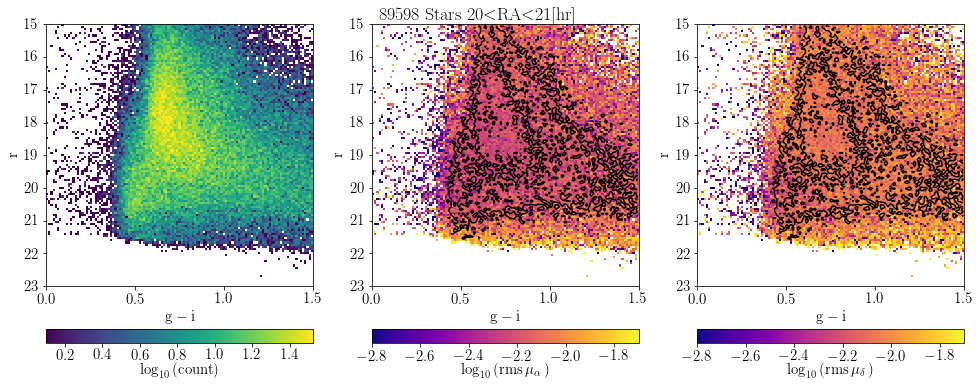 89598 Stars 20<RA<21[hr]
15
16
17
18
19
20
21
22
23
r
0.0 0.5 1.0 1.5
g − i
0.2 0.4 0.6 0.8 1.0 1.2 1.4
log10 (count)
15
16
17
18
19
20
21
22
23
r
0.0 0.5 1.0 1.5
g − i
−2.8 −2.6 −2.4 −2.2 −2.0 −1.8
log10 (rms μα )
15
16
17
18
19
20
21
22
23
r
0.0 0.5 1.0 1.5
g − i
−2.8 −2.6 −2.4 −2.2 −2.0 −1.8
log10 (rms μδ )